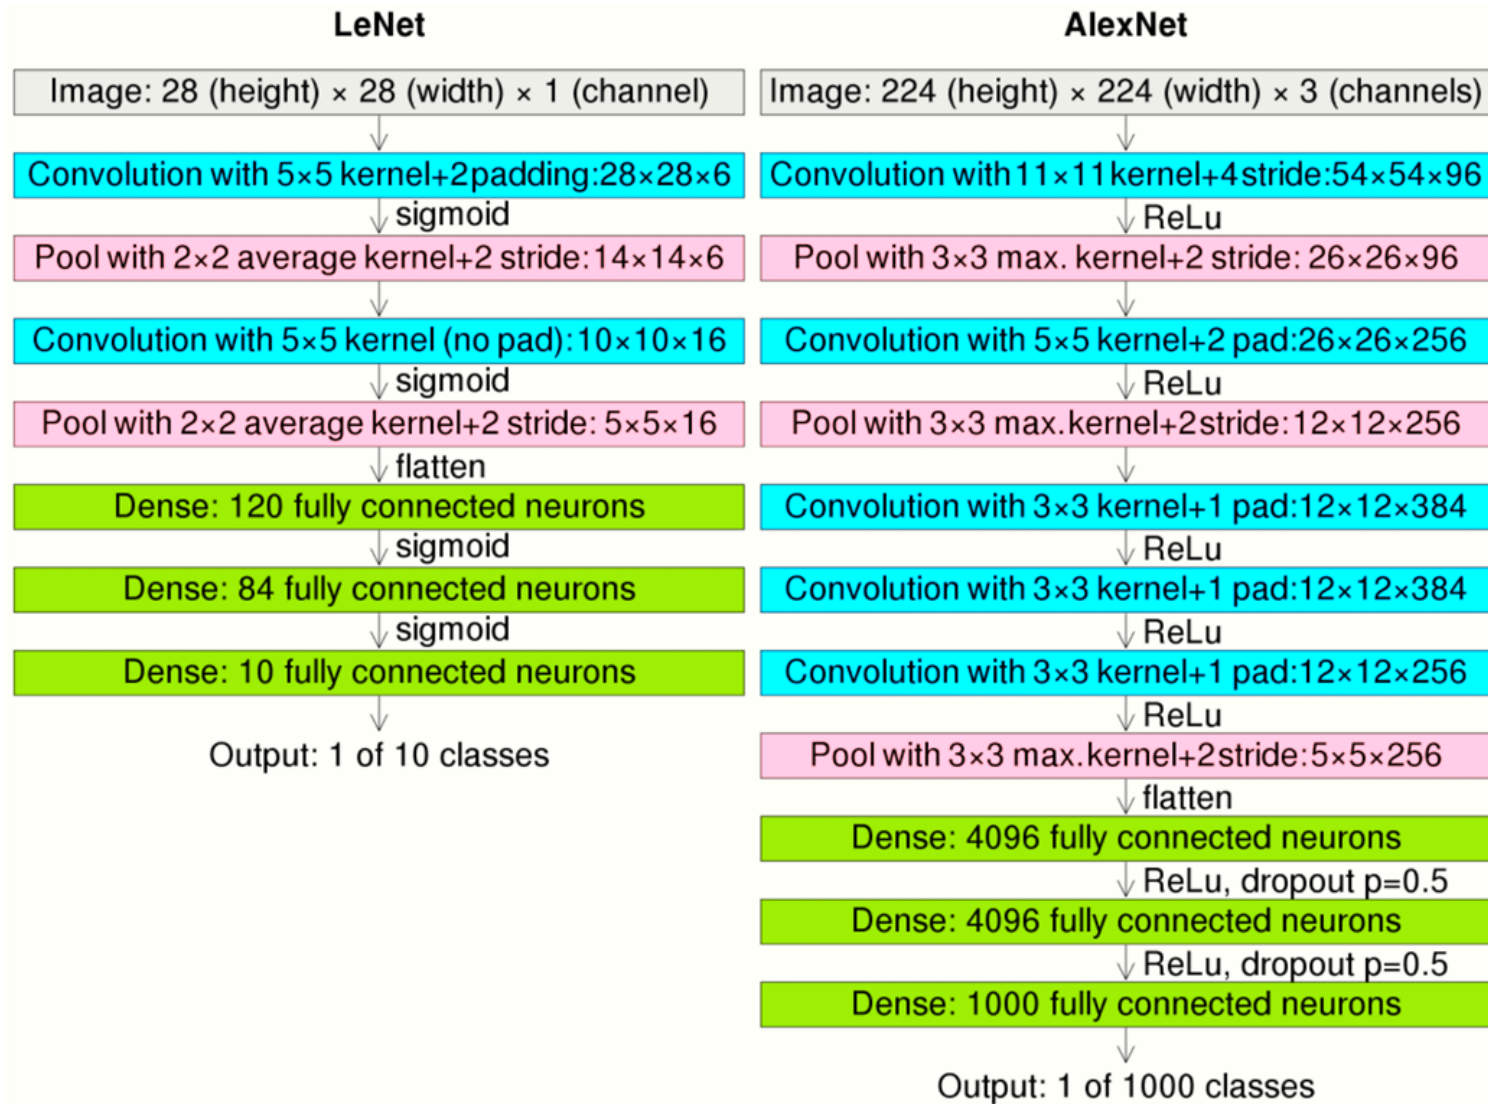 LeNet
Image: 28 (height) × 28 (width) × 1 (channel)
Convolution with 5×5 kernel+2padding:28×28×6
sigmoid
Pool with 2×2 average kernel+2 stride:14×14×6
Convolution with 5×5 kernel (no pad):10×10×16
sigmoid
Pool with 2×2 average kernel+2 stride: 5×5×16
flatten
Dense: 120 fully connected neurons
sigmoid
Dense: 84 fully connected neurons
sigmoid
Dense: 10 fully connected neurons
Output: 1 of 10 classes
AlexNet
Image: 224 (height) × 224 (width) × 3 (channels)
Convolution with 11×11 kernel+4 stride:54×54×96
ReLu
Pool with 3×3 max. kernel+2 stride: 26×26×96
Convolution with 5×5 kernel+2 pad:26×26×256
ReLu
Pool with 3×3 max.kernel+2stride:12×12×256
Convolution with 3×3 kernel+1 pad:12×12×384
ReLu
Convolution with 3×3 kernel+1 pad:12×12×384
ReLu
Convolution with 3×3 kernel+1 pad:12×12×256
ReLu
Pool with 3×3 max.kernel+2stride:5×5×256
flatten
Dense: 4096 fully connected neurons
ReLu, dropout p=0.5
Dense: 4096 fully connected neurons
ReLu, dropout p=0.5
Dense: 1000 fully connected neurons
Output: 1 of 1000 classes